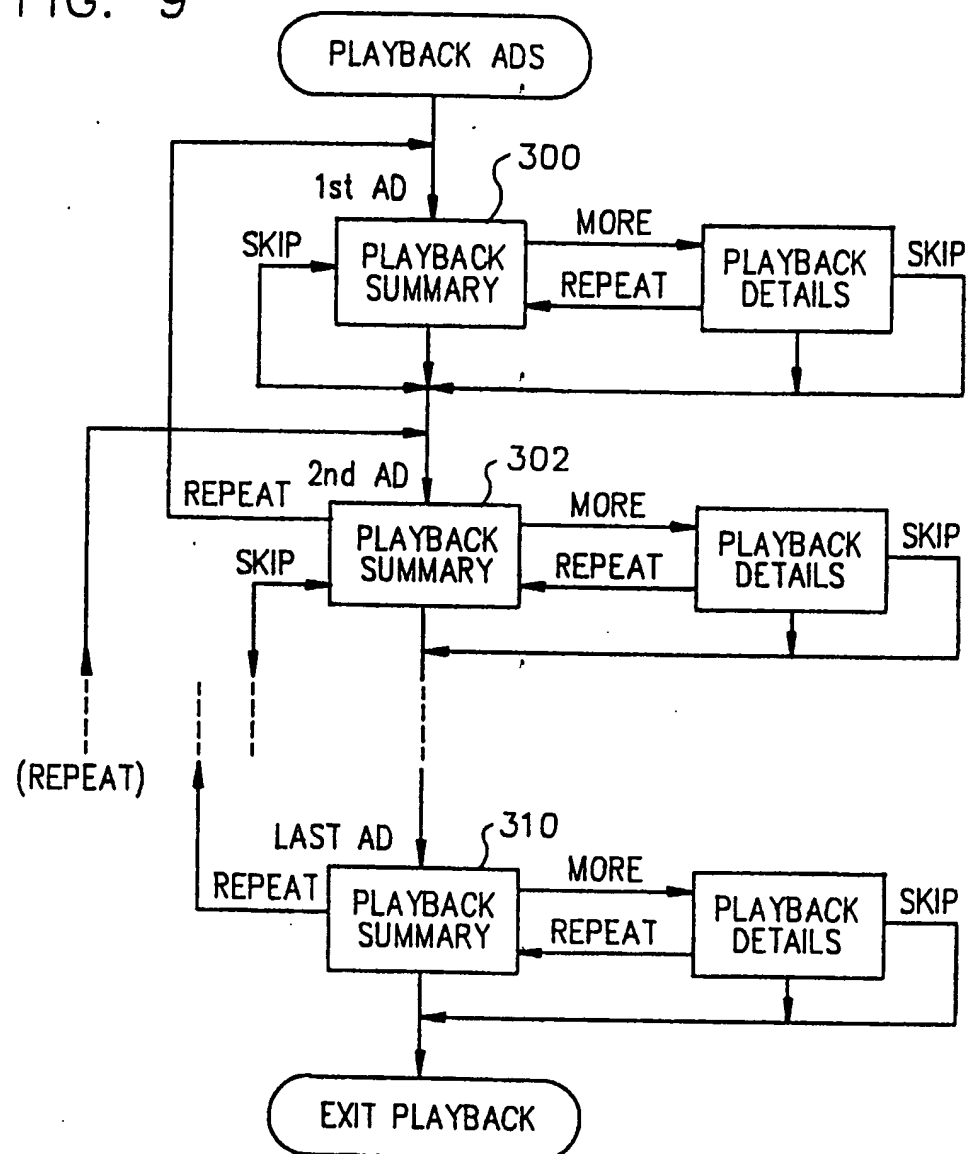 FIG. 9
PLAYBACK ADS
300
1st AD
MORE
SKIP
PLAYBACK
SUMMARY
PLAYBACK
DETAILS
SKIP
REPEAT
302
2nd AD
REPEAT
MORE
SKIP
PLAYBACK
SUMMARY
PLAYBACK
DETAILS
SKIP
REPEAT
(REPEAT)
310
LAST AD
REPEAT
MORE
PLAYBACK
SUMMARY
PLAYBACK
DETAILS
SKIP
REPEAT
EXIT PLAYBACK